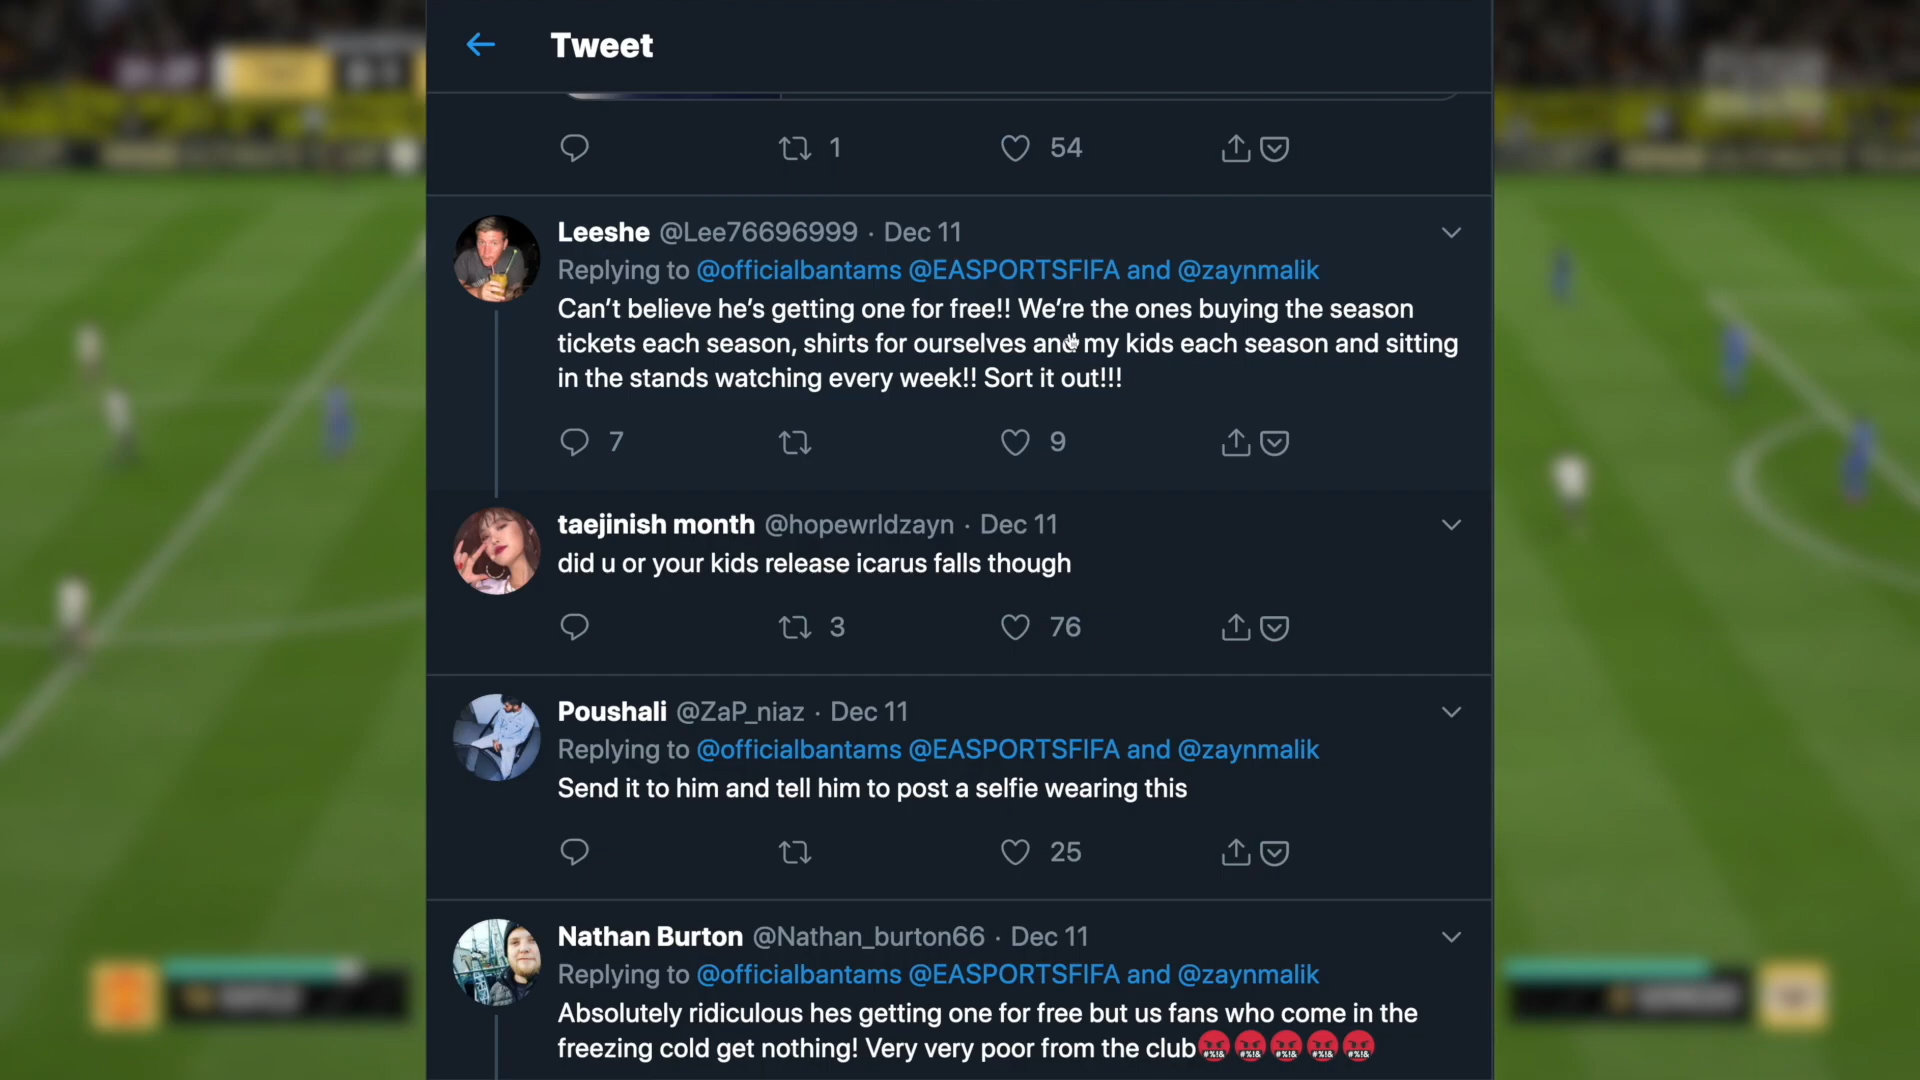 Tweet
1 54
Leeshe @Lee76696999 · Dec 11
Replying to @officialbantams @EASPORTSFIFA and @zaynmalik
Can’t believe he’s getting one for free!! We’re the ones buying the season
tickets each season, shirts for ourselves and my kids each season and sitting
in the stands watching every week!! Sort it out!!!
7 9
taejinish month @hopewrldzayn · Dec 11
did u or your kids release icarus falls though
3 76
Poushali @ZaP_niaz · Dec 11
Replying to @officialbantams @EASPORTSFIFA and @zaynmalik
Send it to him and tell him to post a selfie wearing this
25
Nathan Burton @Nathan_burton66 · Dec 11
Replying to @officialbantams @EASPORTSFIFA and @zaynmalik
Absolutely ridiculous hes getting one for free but us fans who come in the
freezing cold get nothing! Very very poor from the club🤬🤬🤬🤬🤬